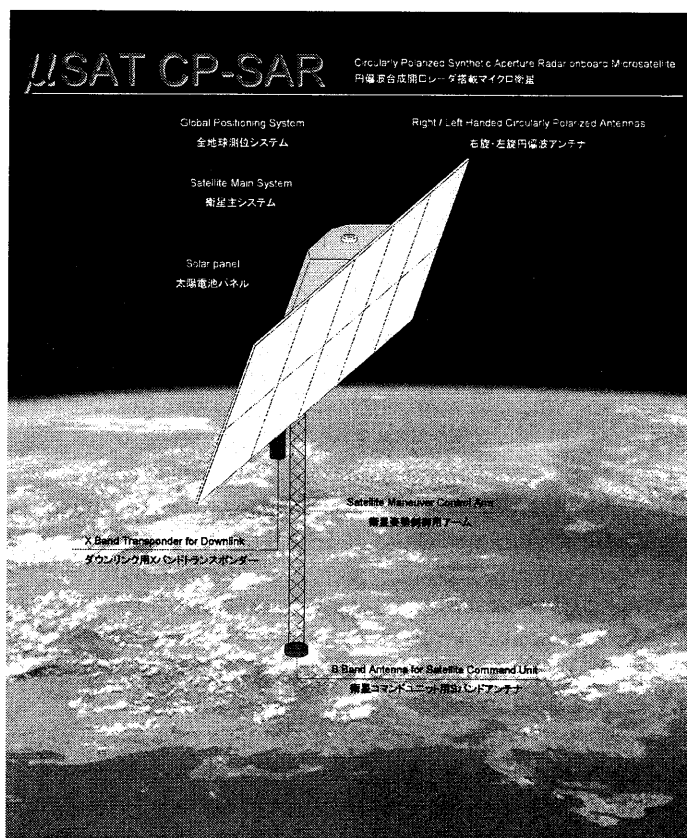 μSAT CP-SAR
Circularly Polarized Synthetic Aperture Radar onboard Microsatellite
円偏波合成開口レーダ搭載マイクロ衛星
Global Positioning System
全地球測位システム
Right / Left Handed Circularly Polarized Antennas
右旋・左旋円偏波アンテナ
Satellite Main System
衛星主システム
Solar panel
太陽電池パネル
Satellite Maneuver Control Arm
衛星姿勢制御用アーム
X Band Transponder for Downlink
ダウンリンク用Xバンドトランスポンダー
S Band Antenna for Satellite Command Unit
衛星コマンドユニット用Sバンドアンテナ